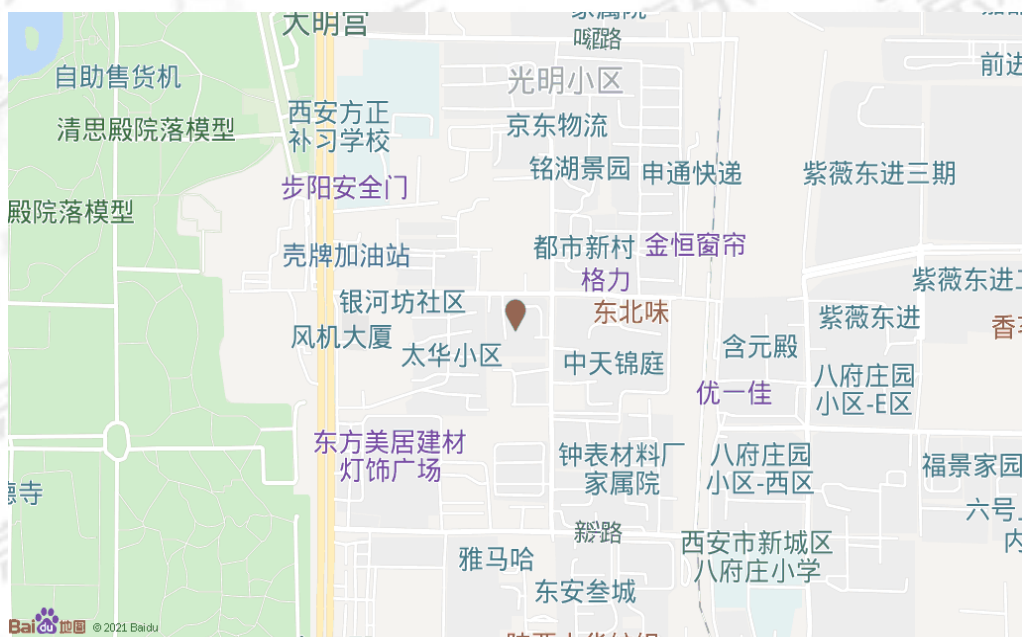 大明宫
家属院
自助售货机
光明小区
前进
清思殿院落模型
西安方正
补习学校
京东物流
铭湖景园
申通快递
紫薇东进三期
步阳安全门
殿院落模型
都市新村
金恒窗帘
壳牌加油站
格力
紫薇东进二
银河坊社区
东北味
紫薇东进
风机大厦
太华小区
中天锦庭
含元殿
优一佳
八府庄园
小区-E区
东方美居建材
灯饰广场
钟表材料厂
家属院
八府庄园
小区-西区
福景家园
德寺
六号
西安市新城区
八府庄小学
雅马哈
东安叁城
Bai du 地图 © 2021 Baidu